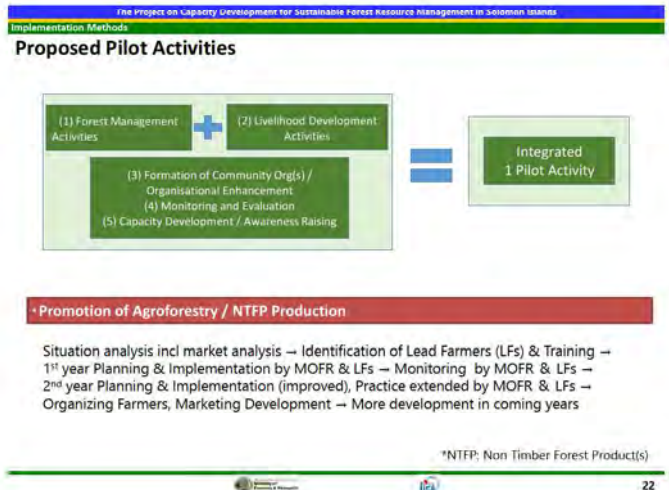 The Project on Capacity Development for Sustainable Forest Resource Management in Solomon Islands
Implementation Methods
Proposed Pilot Activities
(1) Forest Management
Activities
(2) Livelihood Development
Activities
(3) Formation of Community Org(s) /
Organisational Enhancement
(4) Monitoring and Evaluation
(5) Capacity Development / Awareness Raising
Integrated
1 Pilot Activity
・Promotion of Agroforestry / NTFP Production
Situation analysis incl market analysis → Identification of Lead Farmers (LFs) & Training →
1st year Planning & Implementation by MOFR & LFs → Monitoring by MOFR & LFs →
2nd year Planning & Implementation (improved), Practice extended by MOFR & LFs →
Organizing Farmers, Marketing Development → More development in coming years
*NTFP: Non Timber Forest Product(s)
jica
22